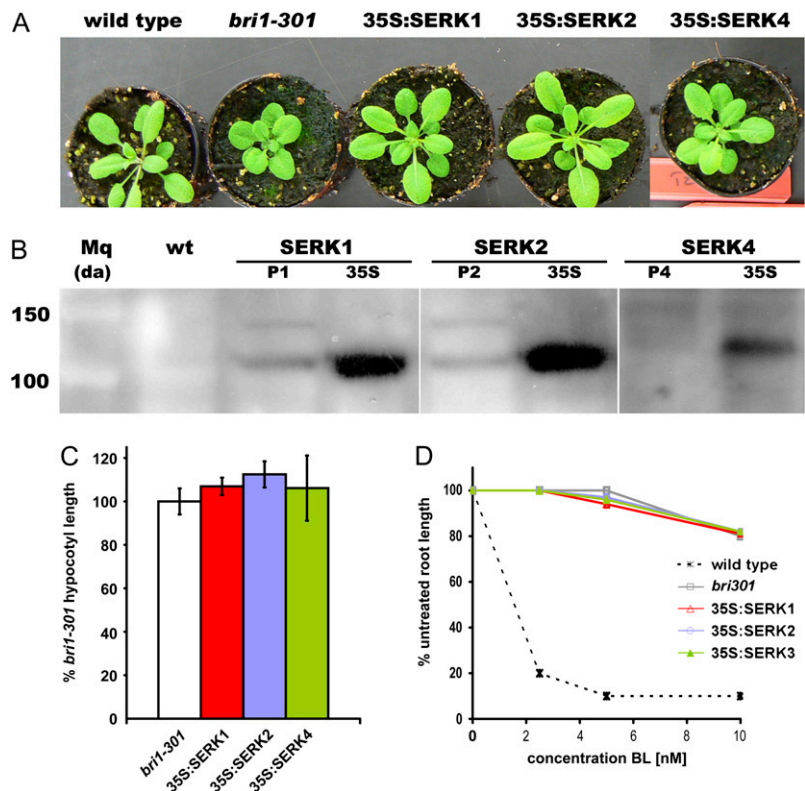 A
wild type bri1-301 35S:SERK1 35S:SERK2 35S:SERK4
B
Mq wt SERK1 SERK2 SERK4
(da) P1 35S P2 35S P4 35S
150
100
C
% bri1-301 hypocotyl length
120
100
80
60
40
20
0
bri1-301 35S:SERK1 35S:SERK2 35S:SERK4
D
% untreated root length
100
80
60
40
20
0
wild type
bri301
35S:SERK1
35S:SERK2
35S:SERK3
0 2 4 6 8 10
concentration BL [nM]